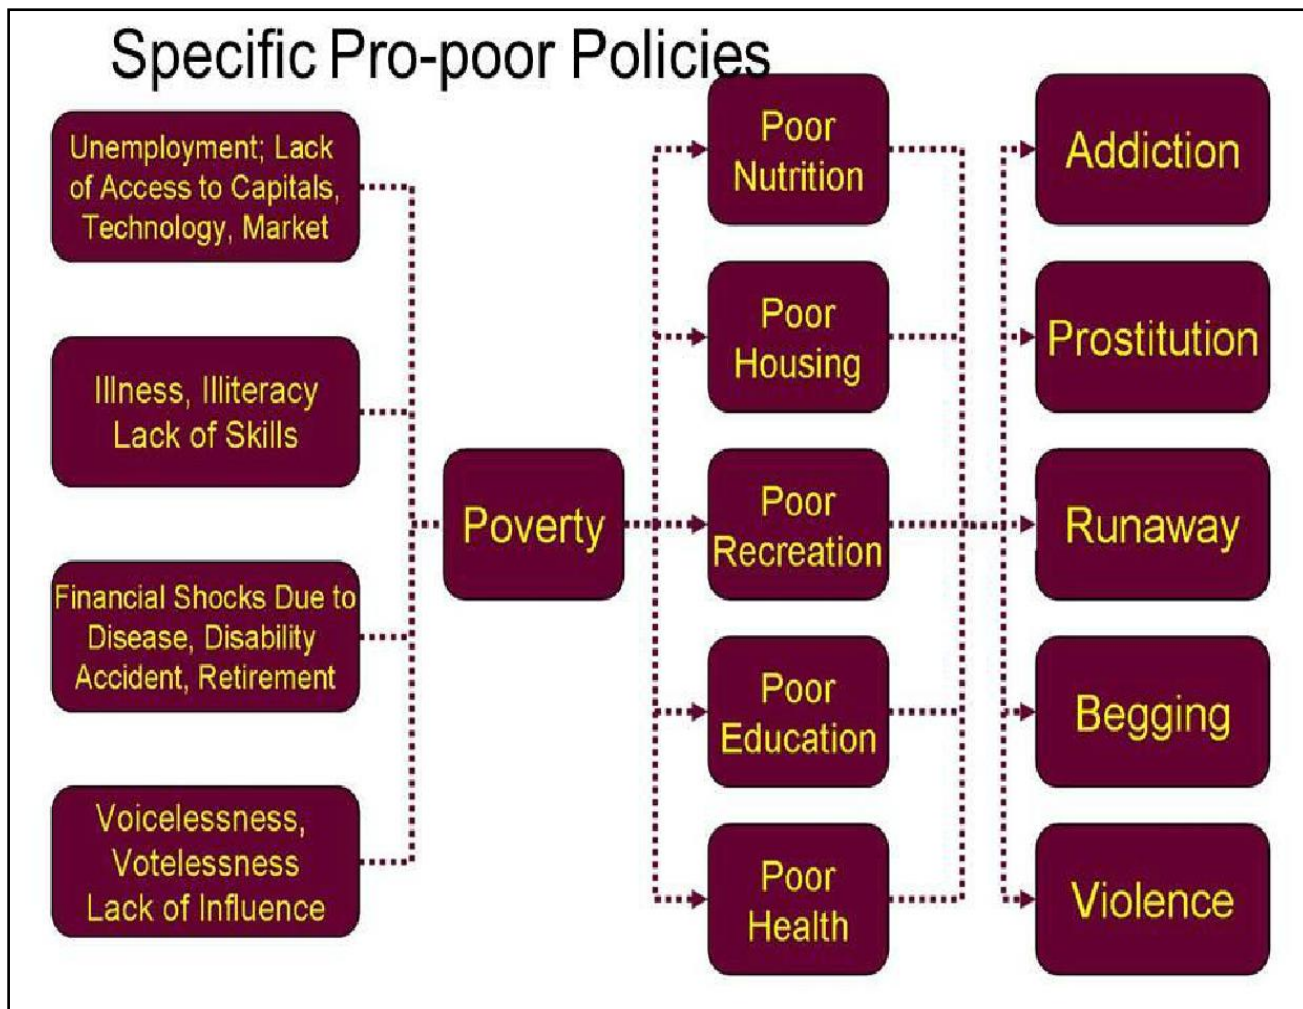 Specific Pro-poor Policies
Unemployment; Lack
of Access to Capitals,
Technology, Market
Illness, Illiteracy
Lack of Skills
Financial Shocks Due to
Disease, Disability
Accident, Retirement
Voicelessness,
Votelessness
Lack of Influence
Poverty
Poor
Nutrition
Poor
Housing
Poor
Recreation
Poor
Education
Poor
Health
Addiction
Prostitution
Runaway
Begging
Violence